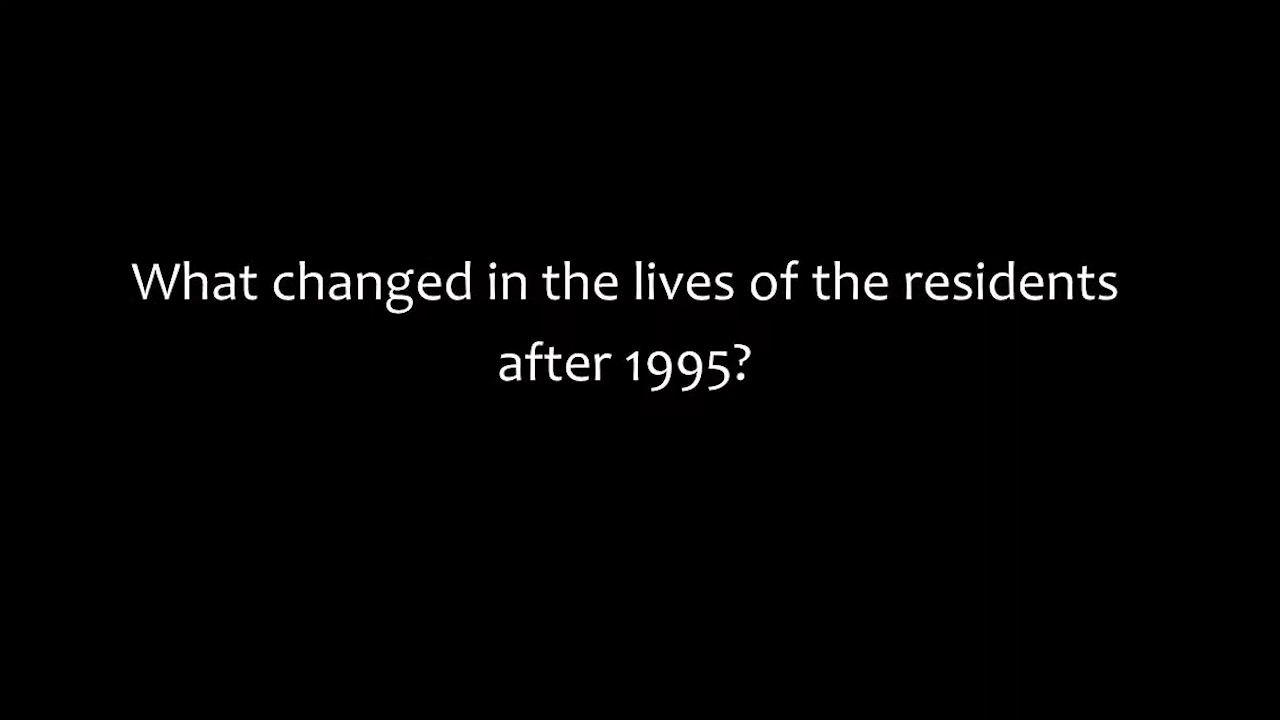 What changed in the lives of the residents
after 1995?